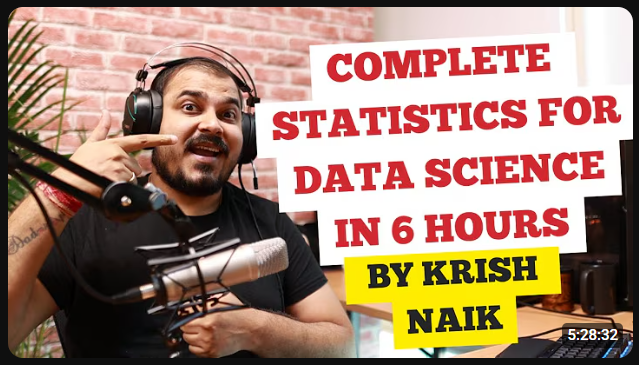 COMPLETE
STATISTICS FOR
DATA SCIENCE
IN 6 HOURS
BY KRISH
NAIK
5:28:32